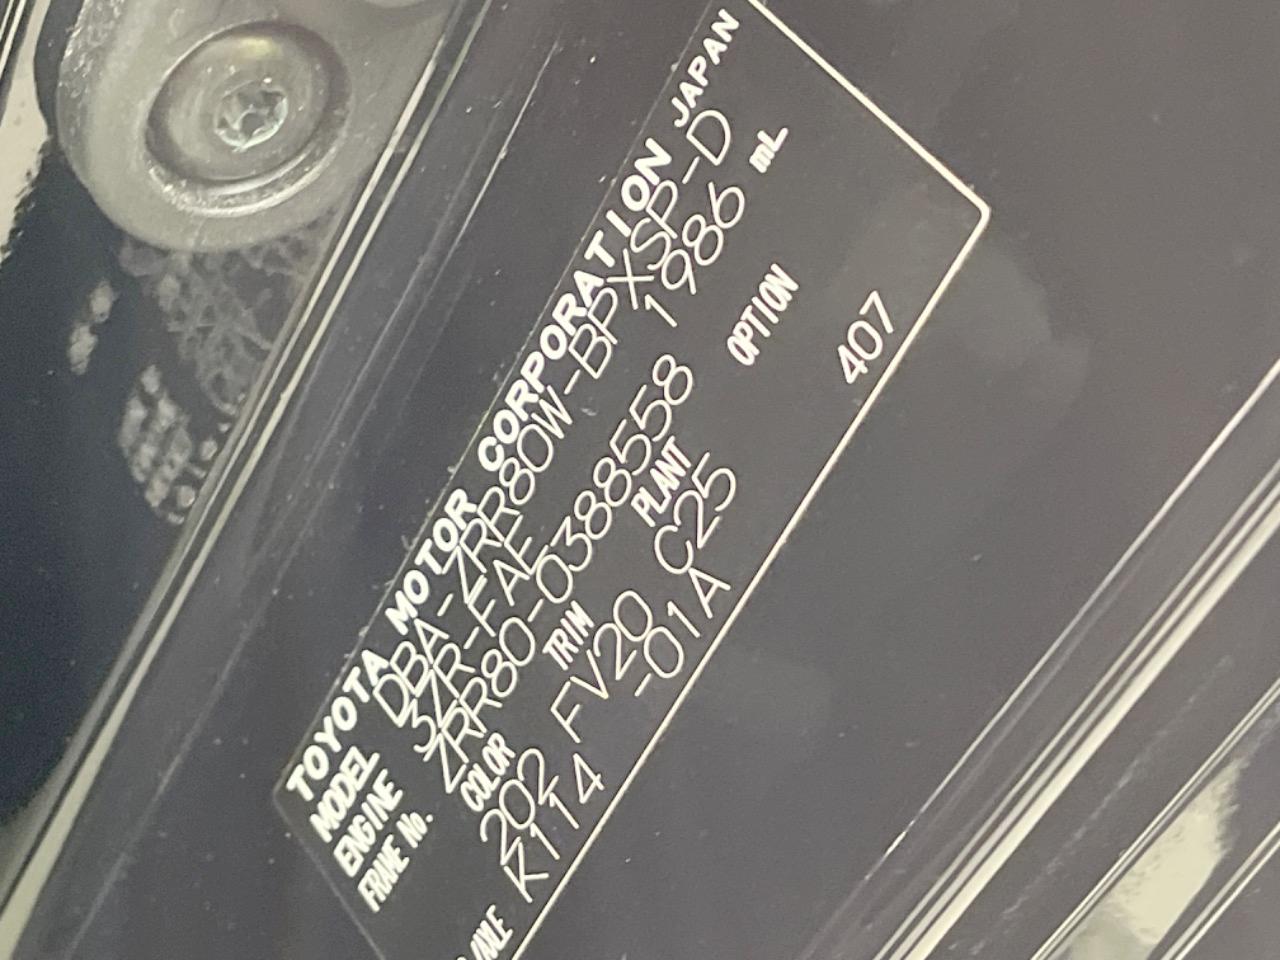 TOYOTA MOTOR CORPORATION JAPAN
MODEL DBA-ZRR80W-BPXSP-D
ENGINE 3ZR-FAE 1986 mL
FRAME No. ZRR80-0388558
COLOR TRIM PLANT OPTION
202 FV20 C25 407
/AXLE K114 -01A